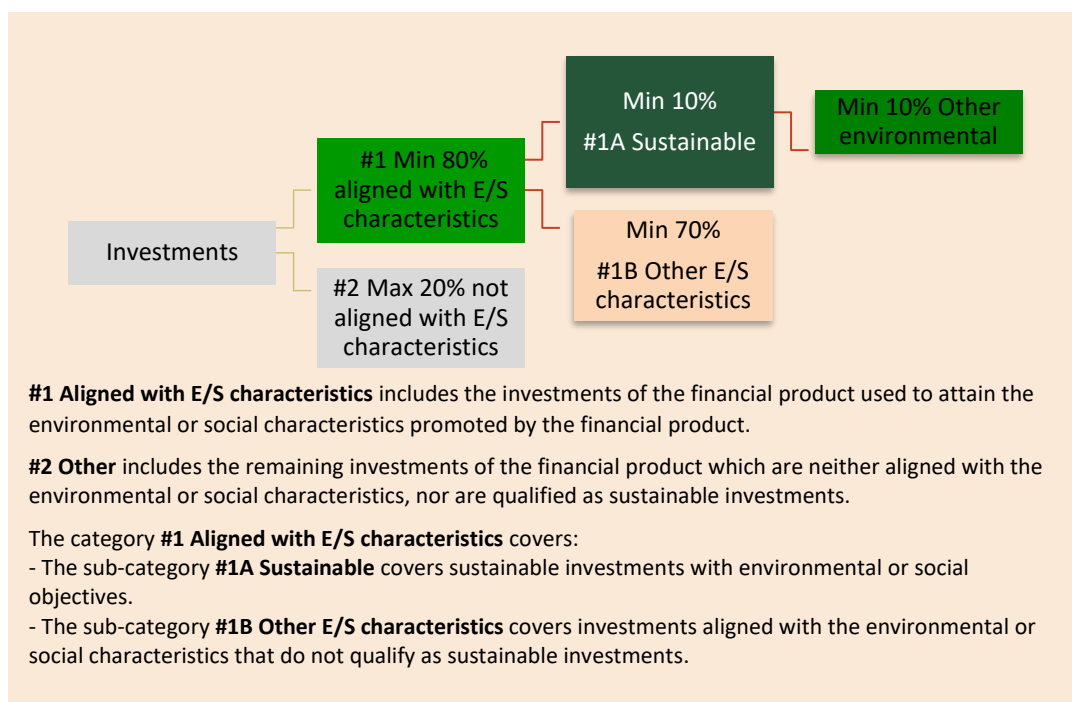 Investments
#1 Min 80%
aligned with E/S
characteristics
#2 Max 20% not
aligned with E/S
characteristics
Min 10%
#1A Sustainable
Min 70%
#1B Other E/S
characteristics
Min 10% Other
environmental
#1 Aligned with E/S characteristics includes the investments of the financial product used to attain the
environmental or social characteristics promoted by the financial product.
#2 Other includes the remaining investments of the financial product which are neither aligned with the
environmental or social characteristics, nor are qualified as sustainable investments.
The category #1 Aligned with E/S characteristics covers:
- The sub-category #1A Sustainable covers sustainable investments with environmental or social
objectives.
- The sub-category #1B Other E/S characteristics covers investments aligned with the environmental or
social characteristics that do not qualify as sustainable investments.